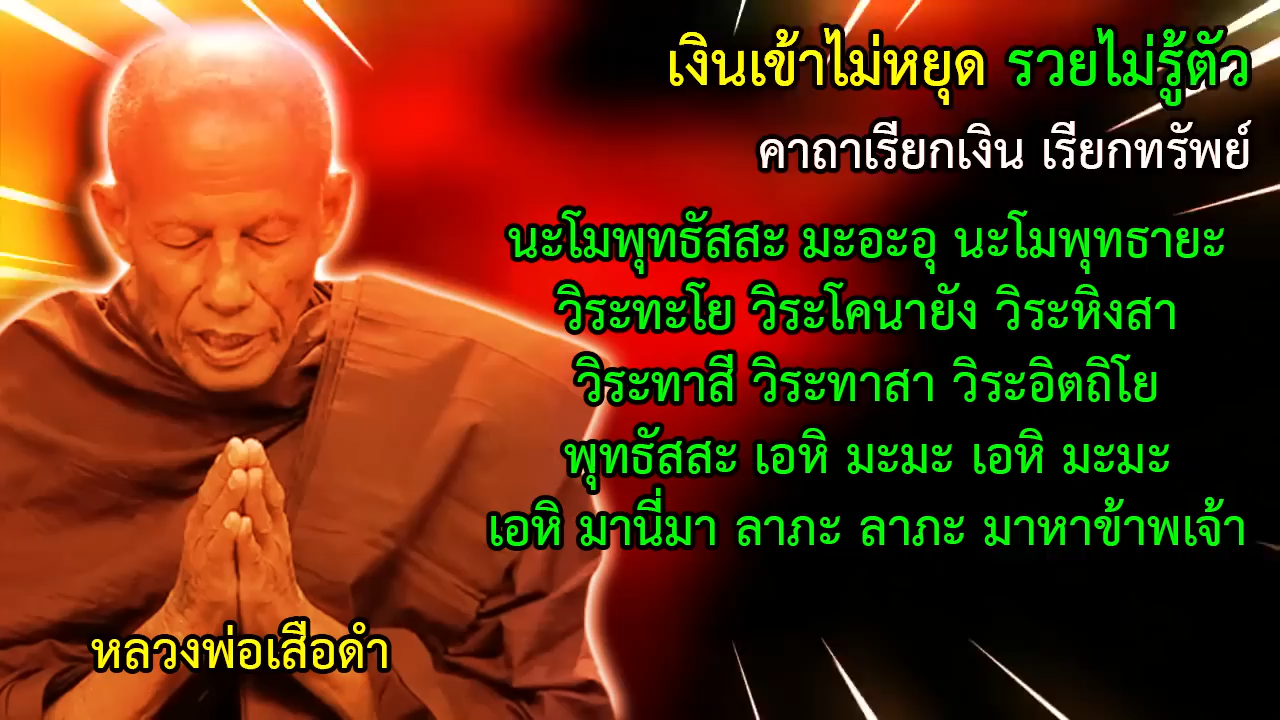 เงินเข้าไม่หยุด รวยไม่รู้ตัว
คาถาเรียกเงิน เรียกทรัพย์
นะโมพุทธัสสะ มะอะอุ นะโมพุทธายะ
วิระทะโย วิระโคนายัง วิระหิงสา
วิระทาสี วิระทาสา วิระอิตถิโย
พุทธัสสะ เอหิ มะมะ เอหิ มะมะ
เอหิ มานี่มา ลาภะ ลาภะ มาหาข้าพเจ้า
หลวงพ่อเสือดำ